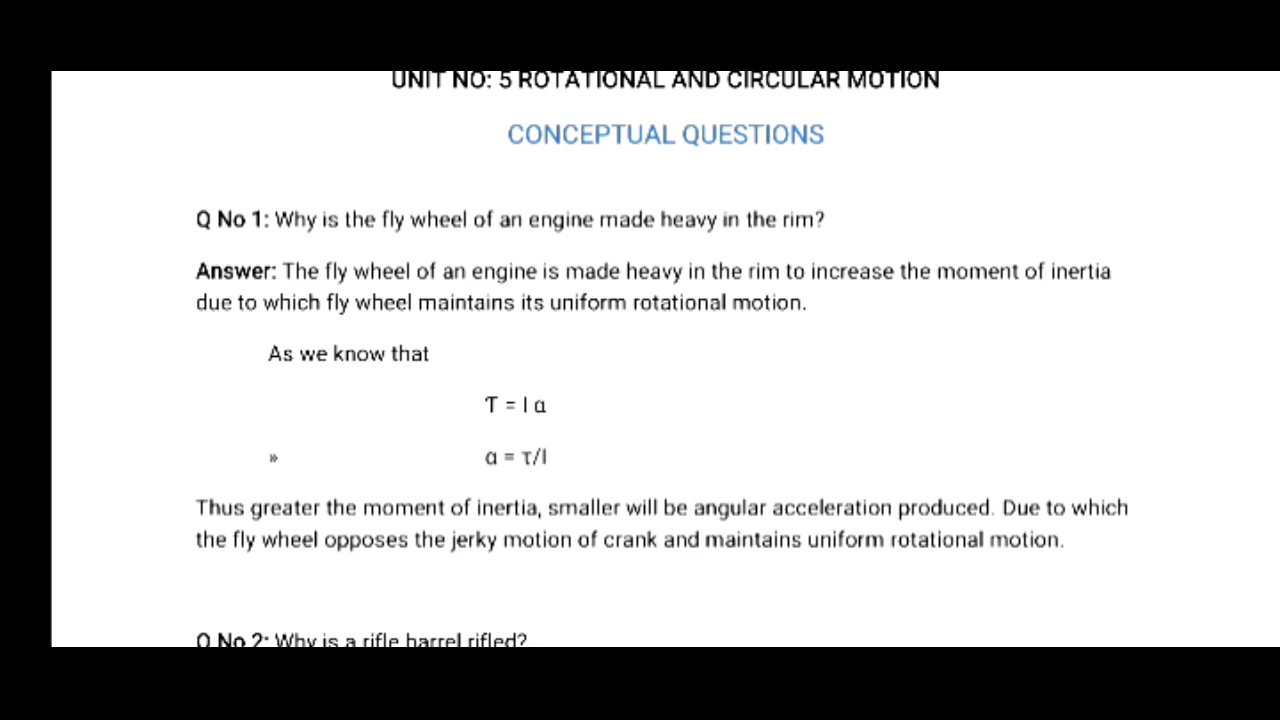 UNIT NO: 5 ROTATIONAL AND CIRCULAR MOTION
CONCEPTUAL QUESTIONS
Q No 1: Why is the fly wheel of an engine made heavy in the rim?
Answer: The fly wheel of an engine is made heavy in the rim to increase the moment of inertia
due to which fly wheel maintains its uniform rotational motion.
As we know that
Τ = I α
» α = τ/I
Thus greater the moment of inertia, smaller will be angular acceleration produced. Due to which
the fly wheel opposes the jerky motion of crank and maintains uniform rotational motion.
Q No 2: Why is a rifle barrel rifled?